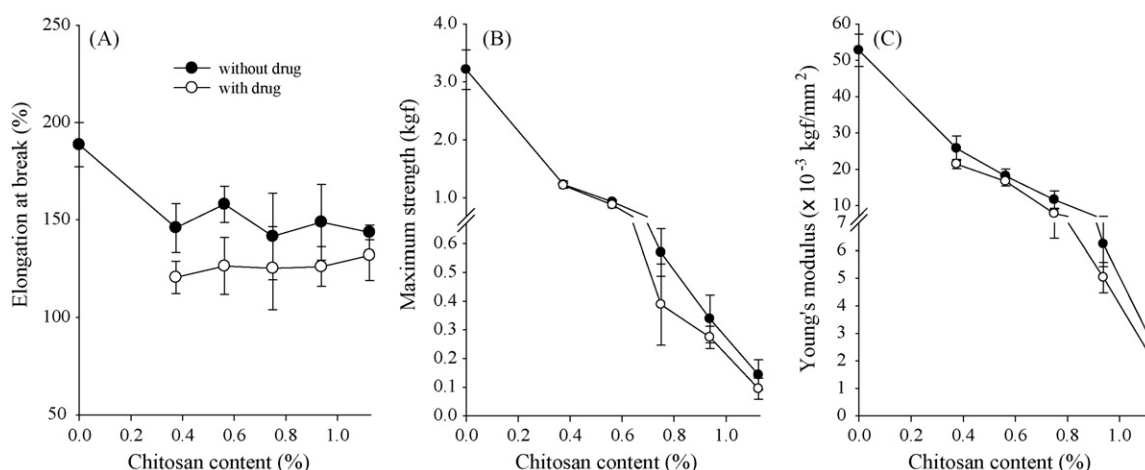 (A)
without drug
with drug
Elongation at break (%)
250
200
150
100
50
0.0 0.2 0.4 0.6 0.8 1.0
Chitosan content (%)
(B)
Maximum strength (kgf)
4.0
3.0
2.0
1.0
0.6
0.5
0.4
0.3
0.2
0.1
0.0
0.0 0.2 0.4 0.6 0.8 1.0
Chitosan content (%)
(C)
Young's modulus (x 10⁻³ kgf/mm²)
60
50
40
30
20
10
7
6
5
4
3
2
1
0
0.0 0.2 0.4 0.6 0.8 1.0
Chitosan content (%)